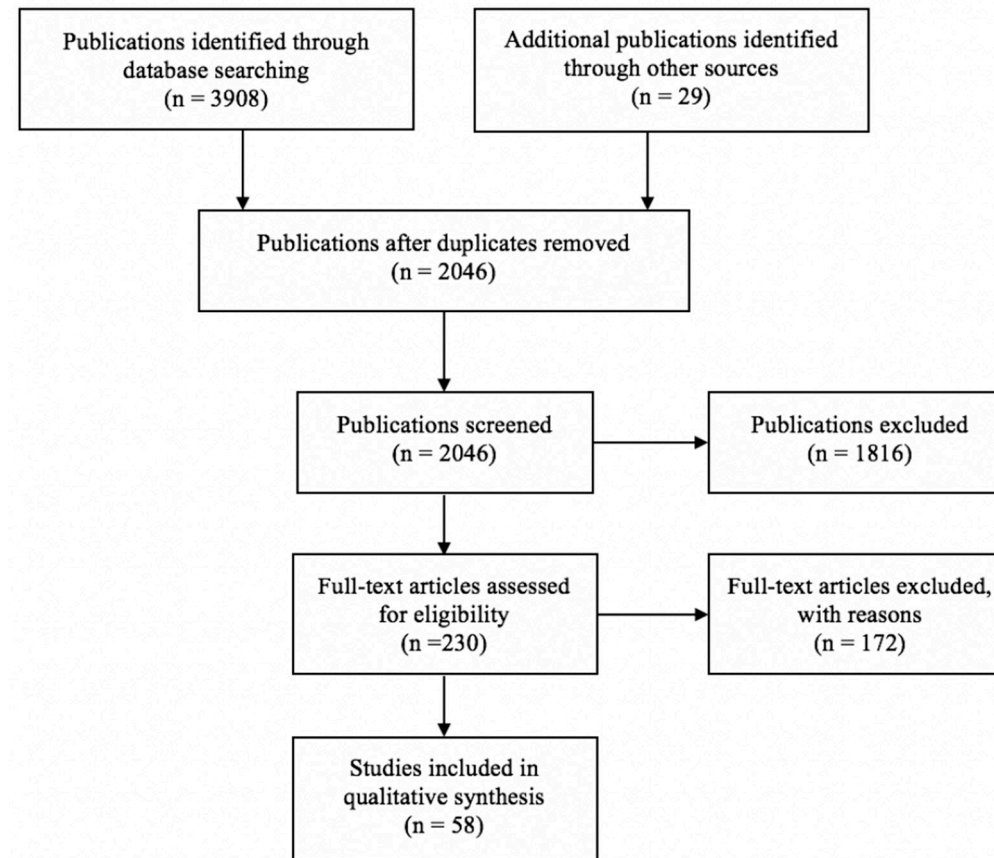 Publications identified through
database searching
(n = 3908)
Additional publications identified
through other sources
(n = 29)
Publications after duplicates removed
(n = 2046)
Publications screened
(n = 2046)
Publications excluded
(n = 1816)
Full-text articles assessed
for eligibility
(n =230)
Full-text articles excluded,
with reasons
(n = 172)
Studies included in
qualitative synthesis
(n = 58)